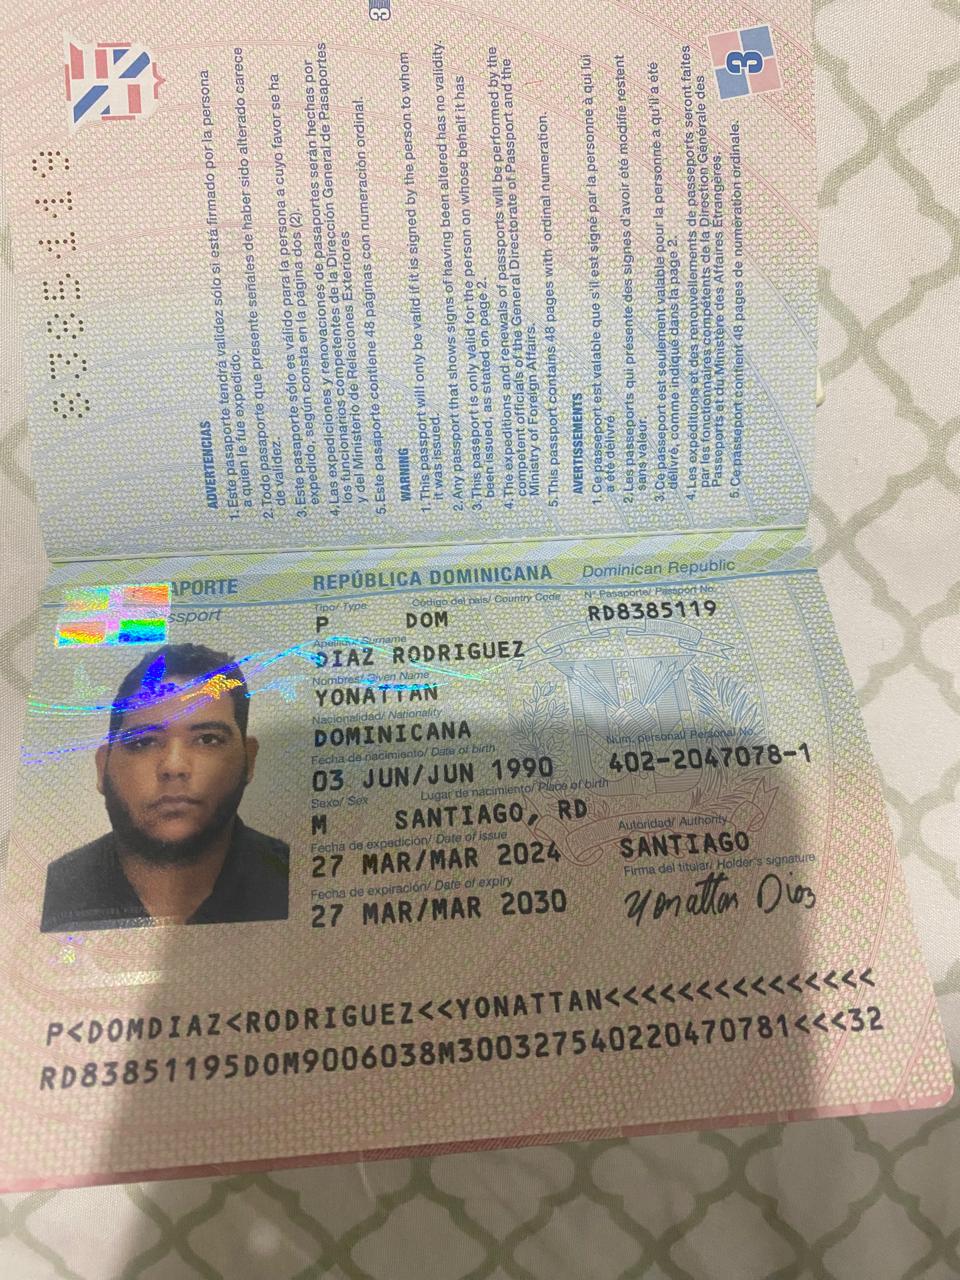 3
ADVERTENCIAS
1. Este pasaporte tendrá validez sólo si está firmado por la persona
a quien le fue expedido.
2. Todo pasaporte que presente señales de haber sido alterado carece
de validez.
3. Este pasaporte sólo es válido para la persona a cuyo favor se ha
expedido, según consta en la página dos (2).
4. Las expediciones y renovaciones de pasaportes serán hechas por
los funcionarios competentes de la Dirección General de Pasaportes
y del Ministerio de Relaciones Exteriores
5. Este pasaporte contiene 48 páginas con numeración ordinal.
WARNING
1. This passport will only be valid if it is signed by the person to whom
it was issued.
2. Any passport that shows signs of having been altered has no validity.
3. This passport is only valid for the person on whose behalf it has
been issued, as stated on page 2.
4. The expeditions and renewals of passports will be performed by the
competent officials of the General Directorate of Passport and the
Ministry of Foreign Affairs.
5. This passport contains 48 pages with ordinal numeration.
AVERTISSEMENTS
1. Ce passeport est valable que s'il est signé par la personne à qui lui
a été délivré.
2. Les passeports qui présente des signes d'avoir été modifié restent
sans valeur
3. Ce passeport est seulement valable pour la personne a qu'il a été
délivré, comme indiqué dans la page 2.
4. Les expéditions et des renouvellements de passeports seront faites
par les fonctionnaires compétents de la Direction Générale des
Passeports et du Ministère des Affaires Étrangères.
5. Ce passeport contient 48 pages de numération ordinale.
3
APORTE REPÚBLICA DOMINICANA Dominican Republic
Passport
Tipo/ Type Código del país/ Country Code N° Pasaporte/ Passport No.
P DOM RD8385119
Apellido/ Surname
DIAZ RODRIGUEZ
Nombres/ Given Name
YONATTAN
Nacionalidad/ Nationality
DOMINICANA
Fecha de nacimiento/ Date of birth Núm. personal/ Personal No.
03 JUN/JUN 1990 402-2047078-1
Sexo/ Sex Lugar de nacimiento/ Place of birth
M SANTIAGO, RD
Fecha de expedición/ Date of issue Autoridad/ Authority
27 MAR/MAR 2024 SANTIAGO
Fecha de expiración/ Date of expiry Firma del titular/ Holder's signature
27 MAR/MAR 2030 Yonattan Diaz
P<DOMDIAZ<RODRIGUEZ<<YONATTAN<<<<<<<<<<<<<<<
RD83851195DOM9006038M300327540220470781<<<32